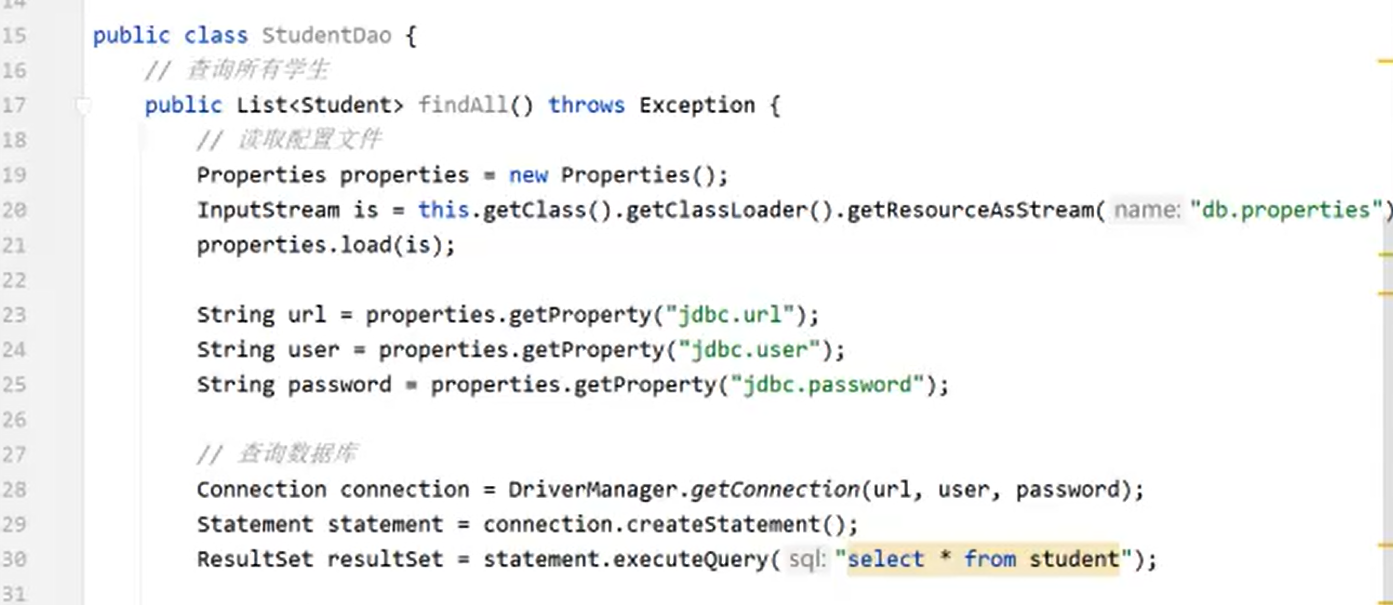 14
15 public class StudentDao {
16 // 查询所有学生
17 public List<Student> findAll() throws Exception {
18 // 读取配置文件
19 Properties properties = new Properties();
20 InputStream is = this.getClass().getClassLoader().getResourceAsStream( name: "db.properties")
21 properties.load(is);
22
23 String url = properties.getProperty("jdbc.url");
24 String user = properties.getProperty("jdbc.user");
25 String password = properties.getProperty("jdbc.password");
26
27 // 查询数据库
28 Connection connection = DriverManager.getConnection(url, user, password);
29 Statement statement = connection.createStatement();
30 ResultSet resultSet = statement.executeQuery( sql: "select * from student");
31